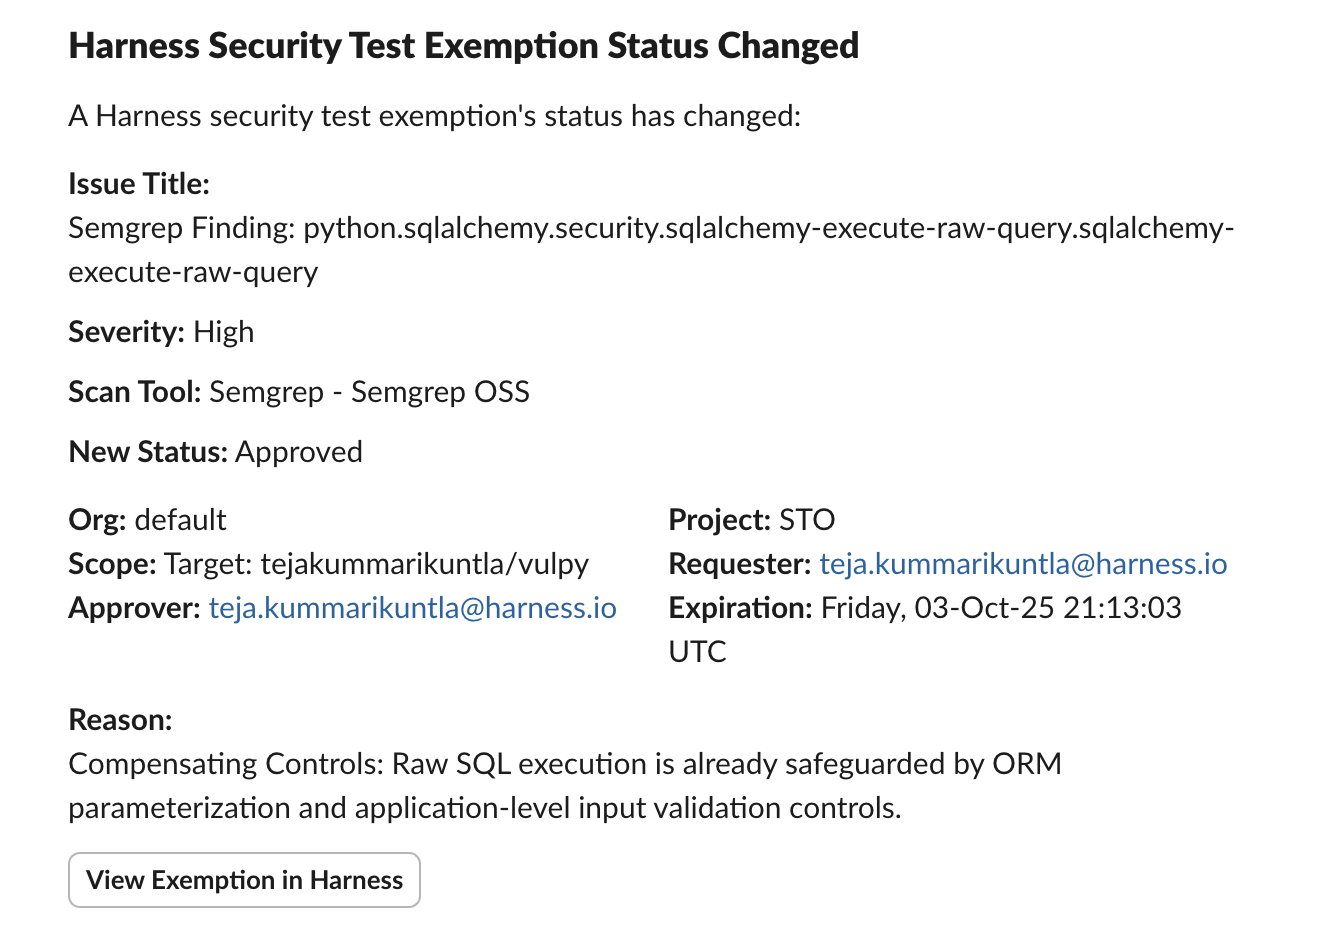 Harness Security Test Exemption Status Changed
A Harness security test exemption's status has changed:
Issue Title:
Semgrep Finding: python.sqlalchemy.security.sqlalchemy-execute-raw-query.sqlalchemy-
execute-raw-query
Severity: High
Scan Tool: Semgrep - Semgrep OSS
New Status: Approved
Org: default
Scope: Target: tejakummarikuntla/vulpy
Approver: teja.kummarikuntla@harness.io
Project: STO
Requester: teja.kummarikuntla@harness.io
Expiration: Friday, 03-Oct-25 21:13:03
UTC
Reason:
Compensating Controls: Raw SQL execution is already safeguarded by ORM
parameterization and application-level input validation controls.
View Exemption in Harness